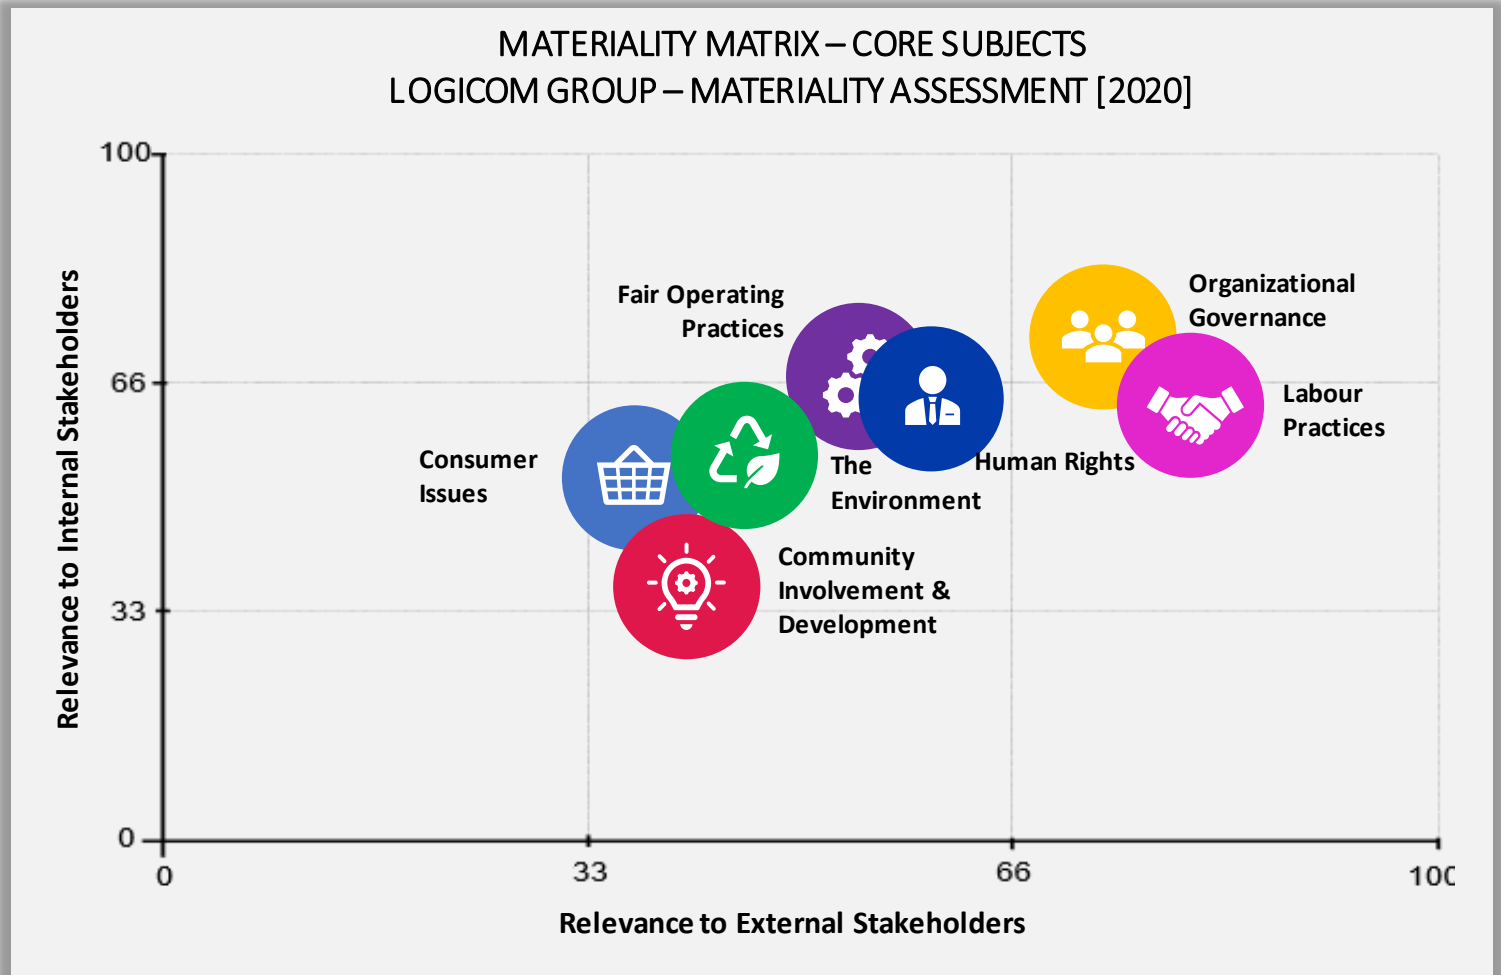 MATERIALITY MATRIX – CORE SUBJECTS
LOGICOM GROUP – MATERIALITY ASSESSMENT [2020]
100
66
33
0
Relevance to Internal Stakeholders
Fair Operating
Practices
Organizational
Governance
Labour
Practices
Consumer
Issues
The
Environment
Human Rights
Community
Involvement &
Development
0
33
66
100
Relevance to External Stakeholders